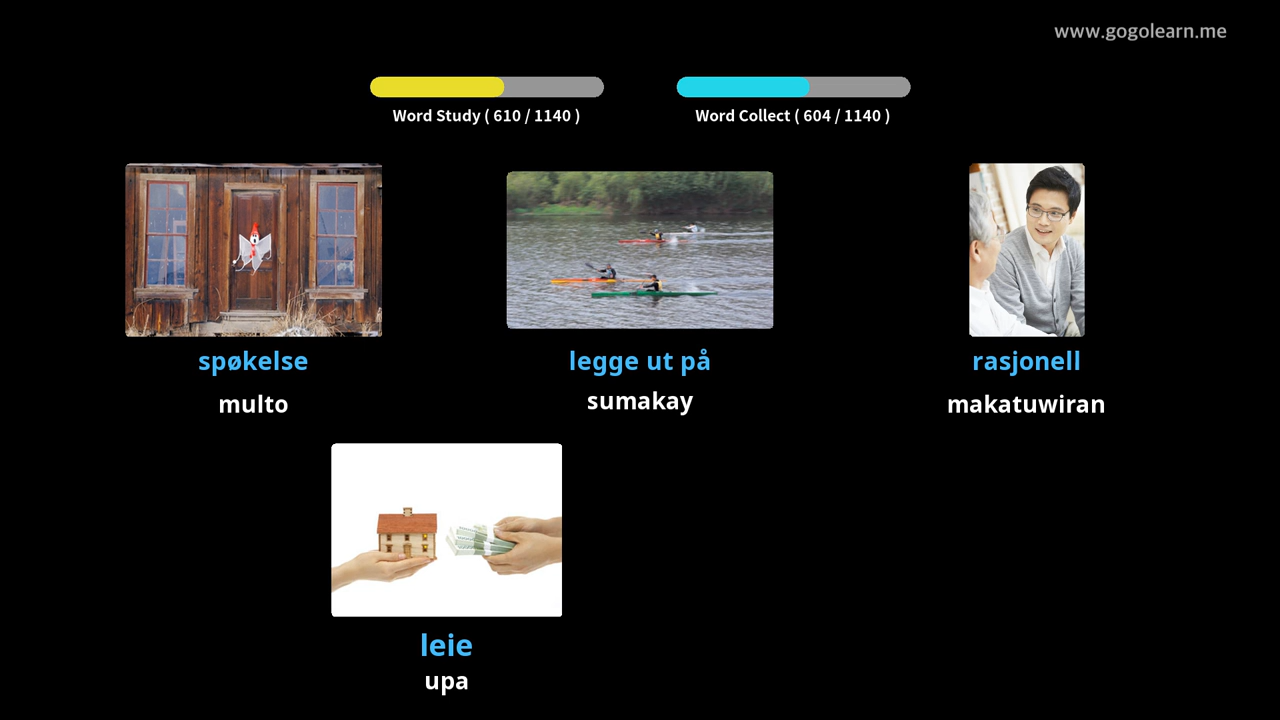 www.gogolearn.me
Word Study ( 610 / 1140 )
Word Collect ( 604 / 1140 )
spøkelse
multo
legge ut på
sumakay
rasjonell
makatuwiran
leie
upa